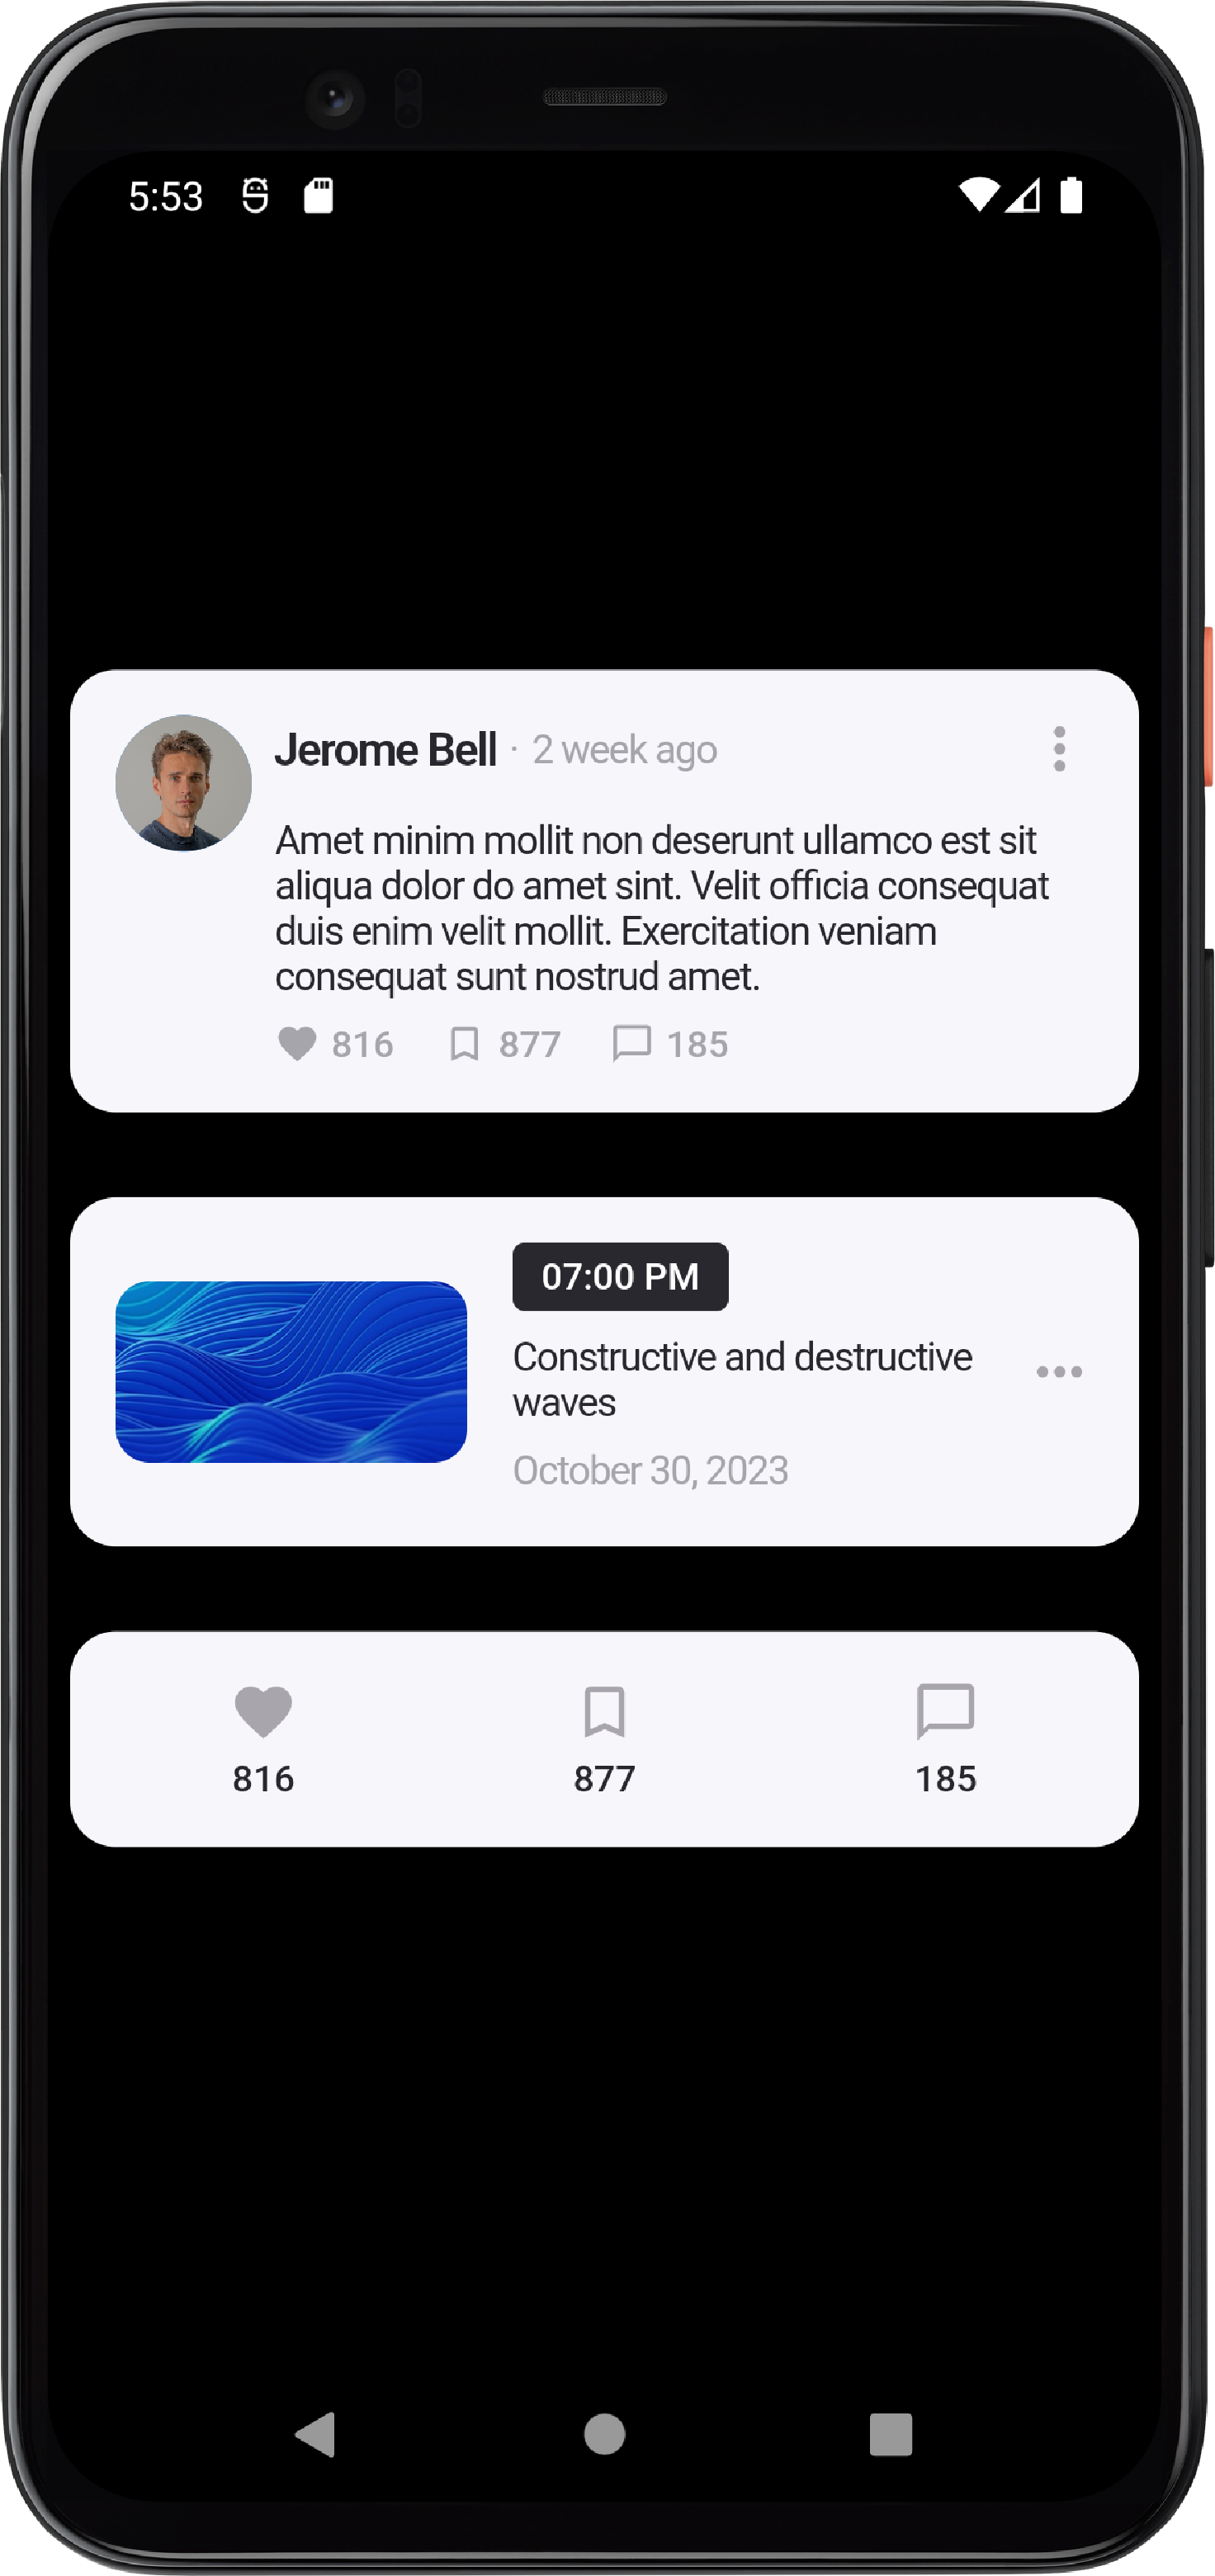 5:53
Jerome Bell · 2 week ago
Amet minim mollit non deserunt ullamco est sit
aliqua dolor do amet sint. Velit officia consequat
duis enim velit mollit. Exercitation veniam
consequat sunt nostrud amet.
816 877 185
07:00 PM
Constructive and destructive
waves
October 30, 2023
816 877 185